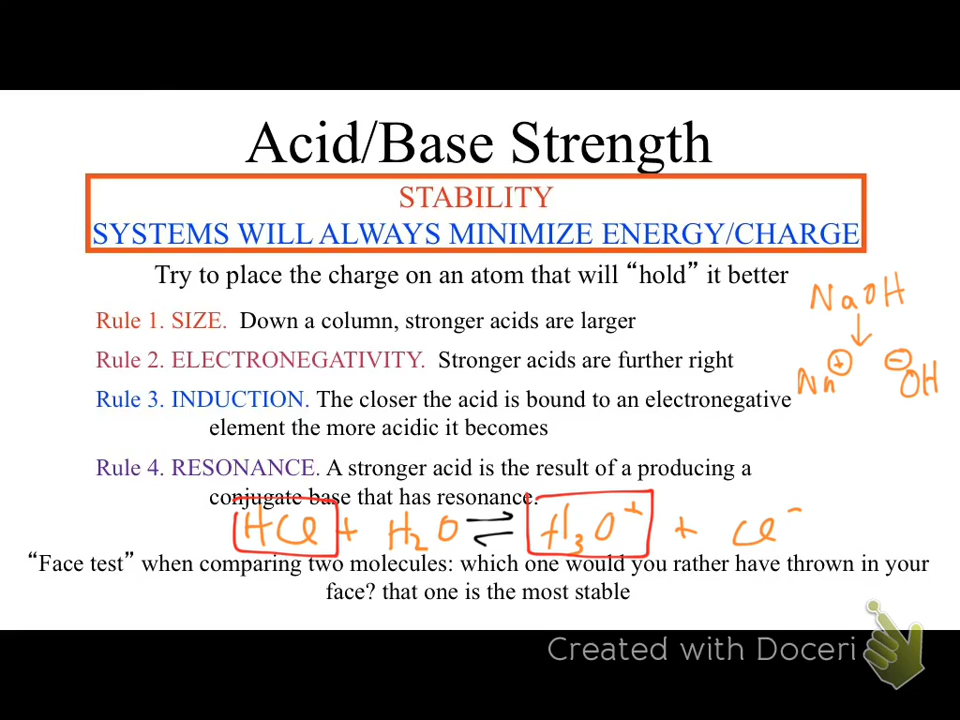 Acid/Base Strength
STABILITY
SYSTEMS WILL ALWAYS MINIMIZE ENERGY/CHARGE
Try to place the charge on an atom that will “hold” it better
NaOH
Rule 1. SIZE. Down a column, stronger acids are larger
Rule 2. ELECTRONEGATIVITY. Stronger acids are further right
⊕ ⊖OH
Rule 3. INDUCTION. The closer the acid is bound to an electronegative
element the more acidic it becomes
Rule 4. RESONANCE. A stronger acid is the result of a producing a
conjugate base that has resonance.
HCl + H₂O ⇌ H₃O⁺ + Cl⁻
“Face test” when comparing two molecules: which one would you rather have thrown in your
face? that one is the most stable
Created with Doceri